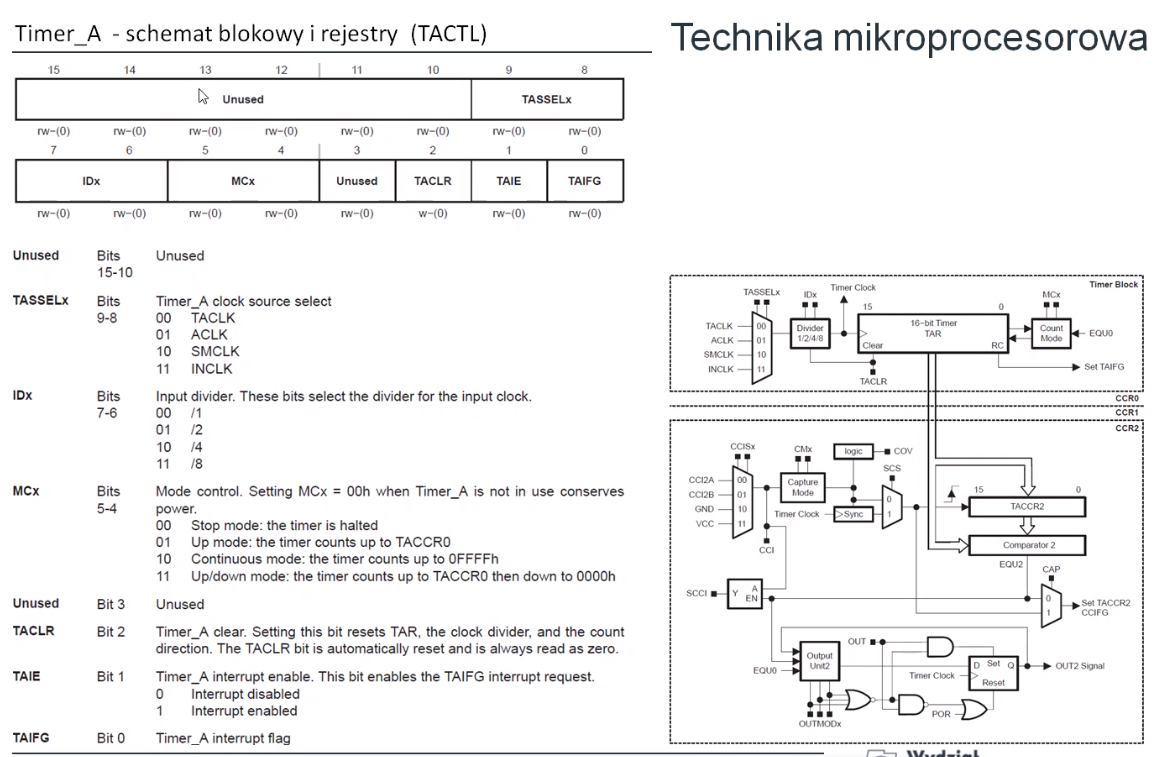 Timer_A - schemat blokowy i rejestry (TACTL)
Technika mikroprocesorowa
15 14 13 12 11 10 9 8
Unused TASSELx
rw-(0) rw-(0) rw-(0) rw-(0) rw-(0) rw-(0) rw-(0) rw-(0)
7 6 5 4 3 2 1 0
IDx MCx Unused TACLR TAIE TAIFG
rw-(0) rw-(0) rw-(0) rw-(0) rw-(0) w-(0) rw-(0) rw-(0)
Unused Bits Unused
15-10
TASSELx Bits Timer_A clock source select
9-8 00 TACLK
01 ACLK
10 SMCLK
11 INCLK
IDx Bits Input divider. These bits select the divider for the input clock.
7-6 00 /1
01 /2
10 /4
11 /8
MCx Bits Mode control. Setting MCx = 00h when Timer_A is not in use conserves
5-4 power.
00 Stop mode: the timer is halted
01 Up mode: the timer counts up to TACCR0
10 Continuous mode: the timer counts up to 0FFFFh
11 Up/down mode: the timer counts up to TACCR0 then down to 0000h
Unused Bit 3 Unused
TACLR Bit 2 Timer_A clear. Setting this bit resets TAR, the clock divider, and the count
direction. The TACLR bit is automatically reset and is always read as zero.
TAIE Bit 1 Timer_A interrupt enable. This bit enables the TAIFG interrupt request.
0 Interrupt disabled
1 Interrupt enabled
TAIFG Bit 0 Timer_A interrupt flag
Timer Block
TASSELx IDx Timer Clock 15 0 MCx
TACLK 00
ACLK 01
SMCLK 10
INCLK 11
Divider
1/2/4/8
16-bit Timer
TAR
Clear RC
Count
Mode
EQU0
Set TAIFG
TACLR
CCR0
CCR1
CCR2
CCISx CMx logic COV
SCS
CCI2A 00
CCI2B 01
GND 10
VCC 11
Capture
Mode
Timer Clock Sync
0
1
CCI
15 0
TACCR2
Comparator 2
EQU2
CAP
0
1
Set TACCR2
CCIFG
SCCI Y A
EN
OUT
Output
Unit2
EQU0
D Set Q
Timer Clock
Reset
OUT2 Signal
POR
OUTMODx
Wydział